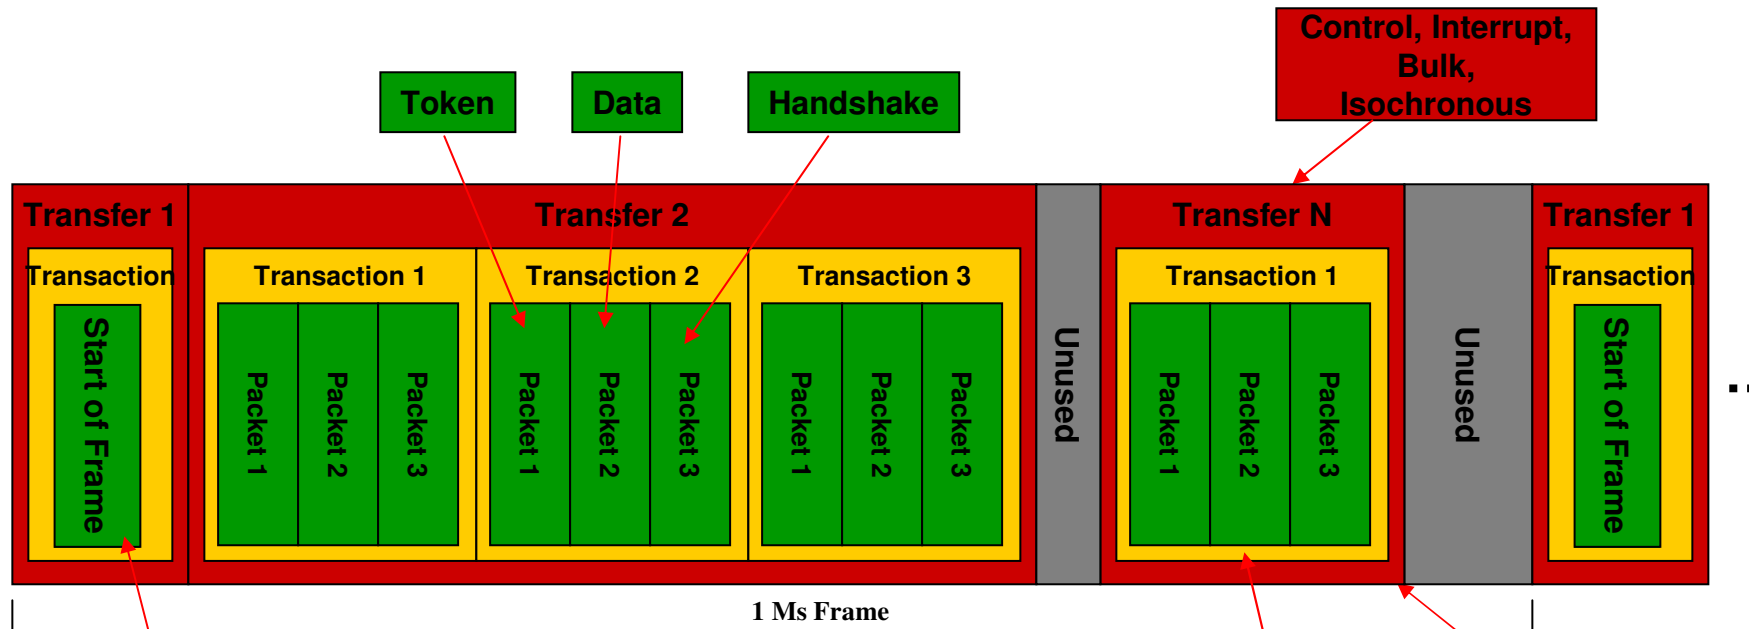 Control, Interrupt,
Bulk,
Isochronous
Token
Data
Handshake
Transfer 1
Transfer 2
Transfer N
Transfer 1
Transaction
Transaction 1
Transaction 2
Transaction 3
Transaction 1
Transaction
Start of Frame
Packet 1
Packet 2
Packet 3
Packet 1
Packet 2
Packet 3
Packet 1
Packet 2
Packet 3
Unused
Packet 1
Packet 2
Packet 3
Unused
Start of Frame
1 Ms Frame